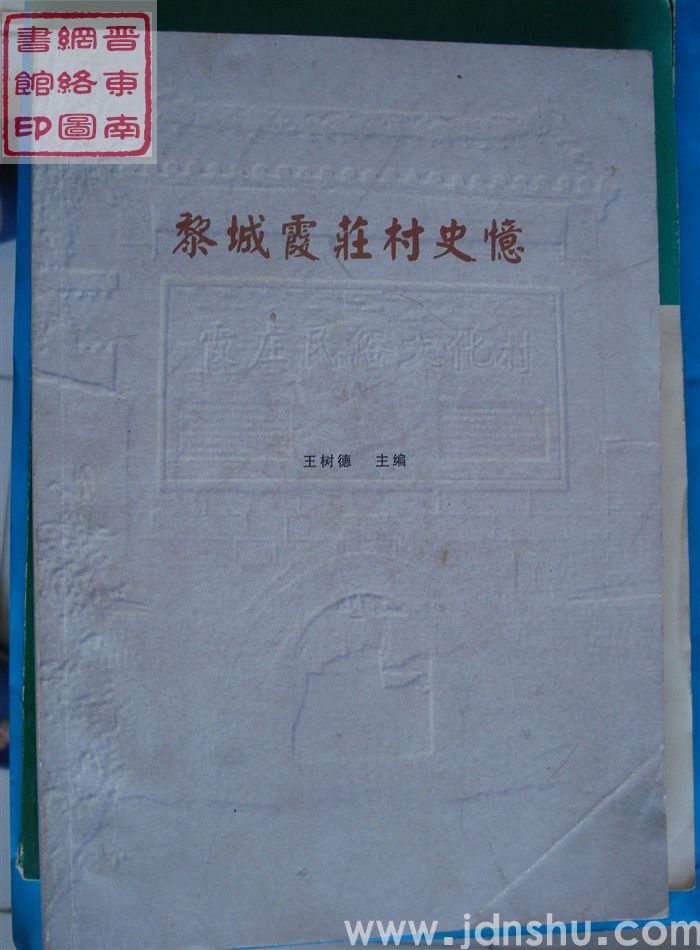 晋東南
網絡圖
書館印
黎城霞莊村史憶
霞庄民俗文化村
王树德 主编
www.jdnshu.com